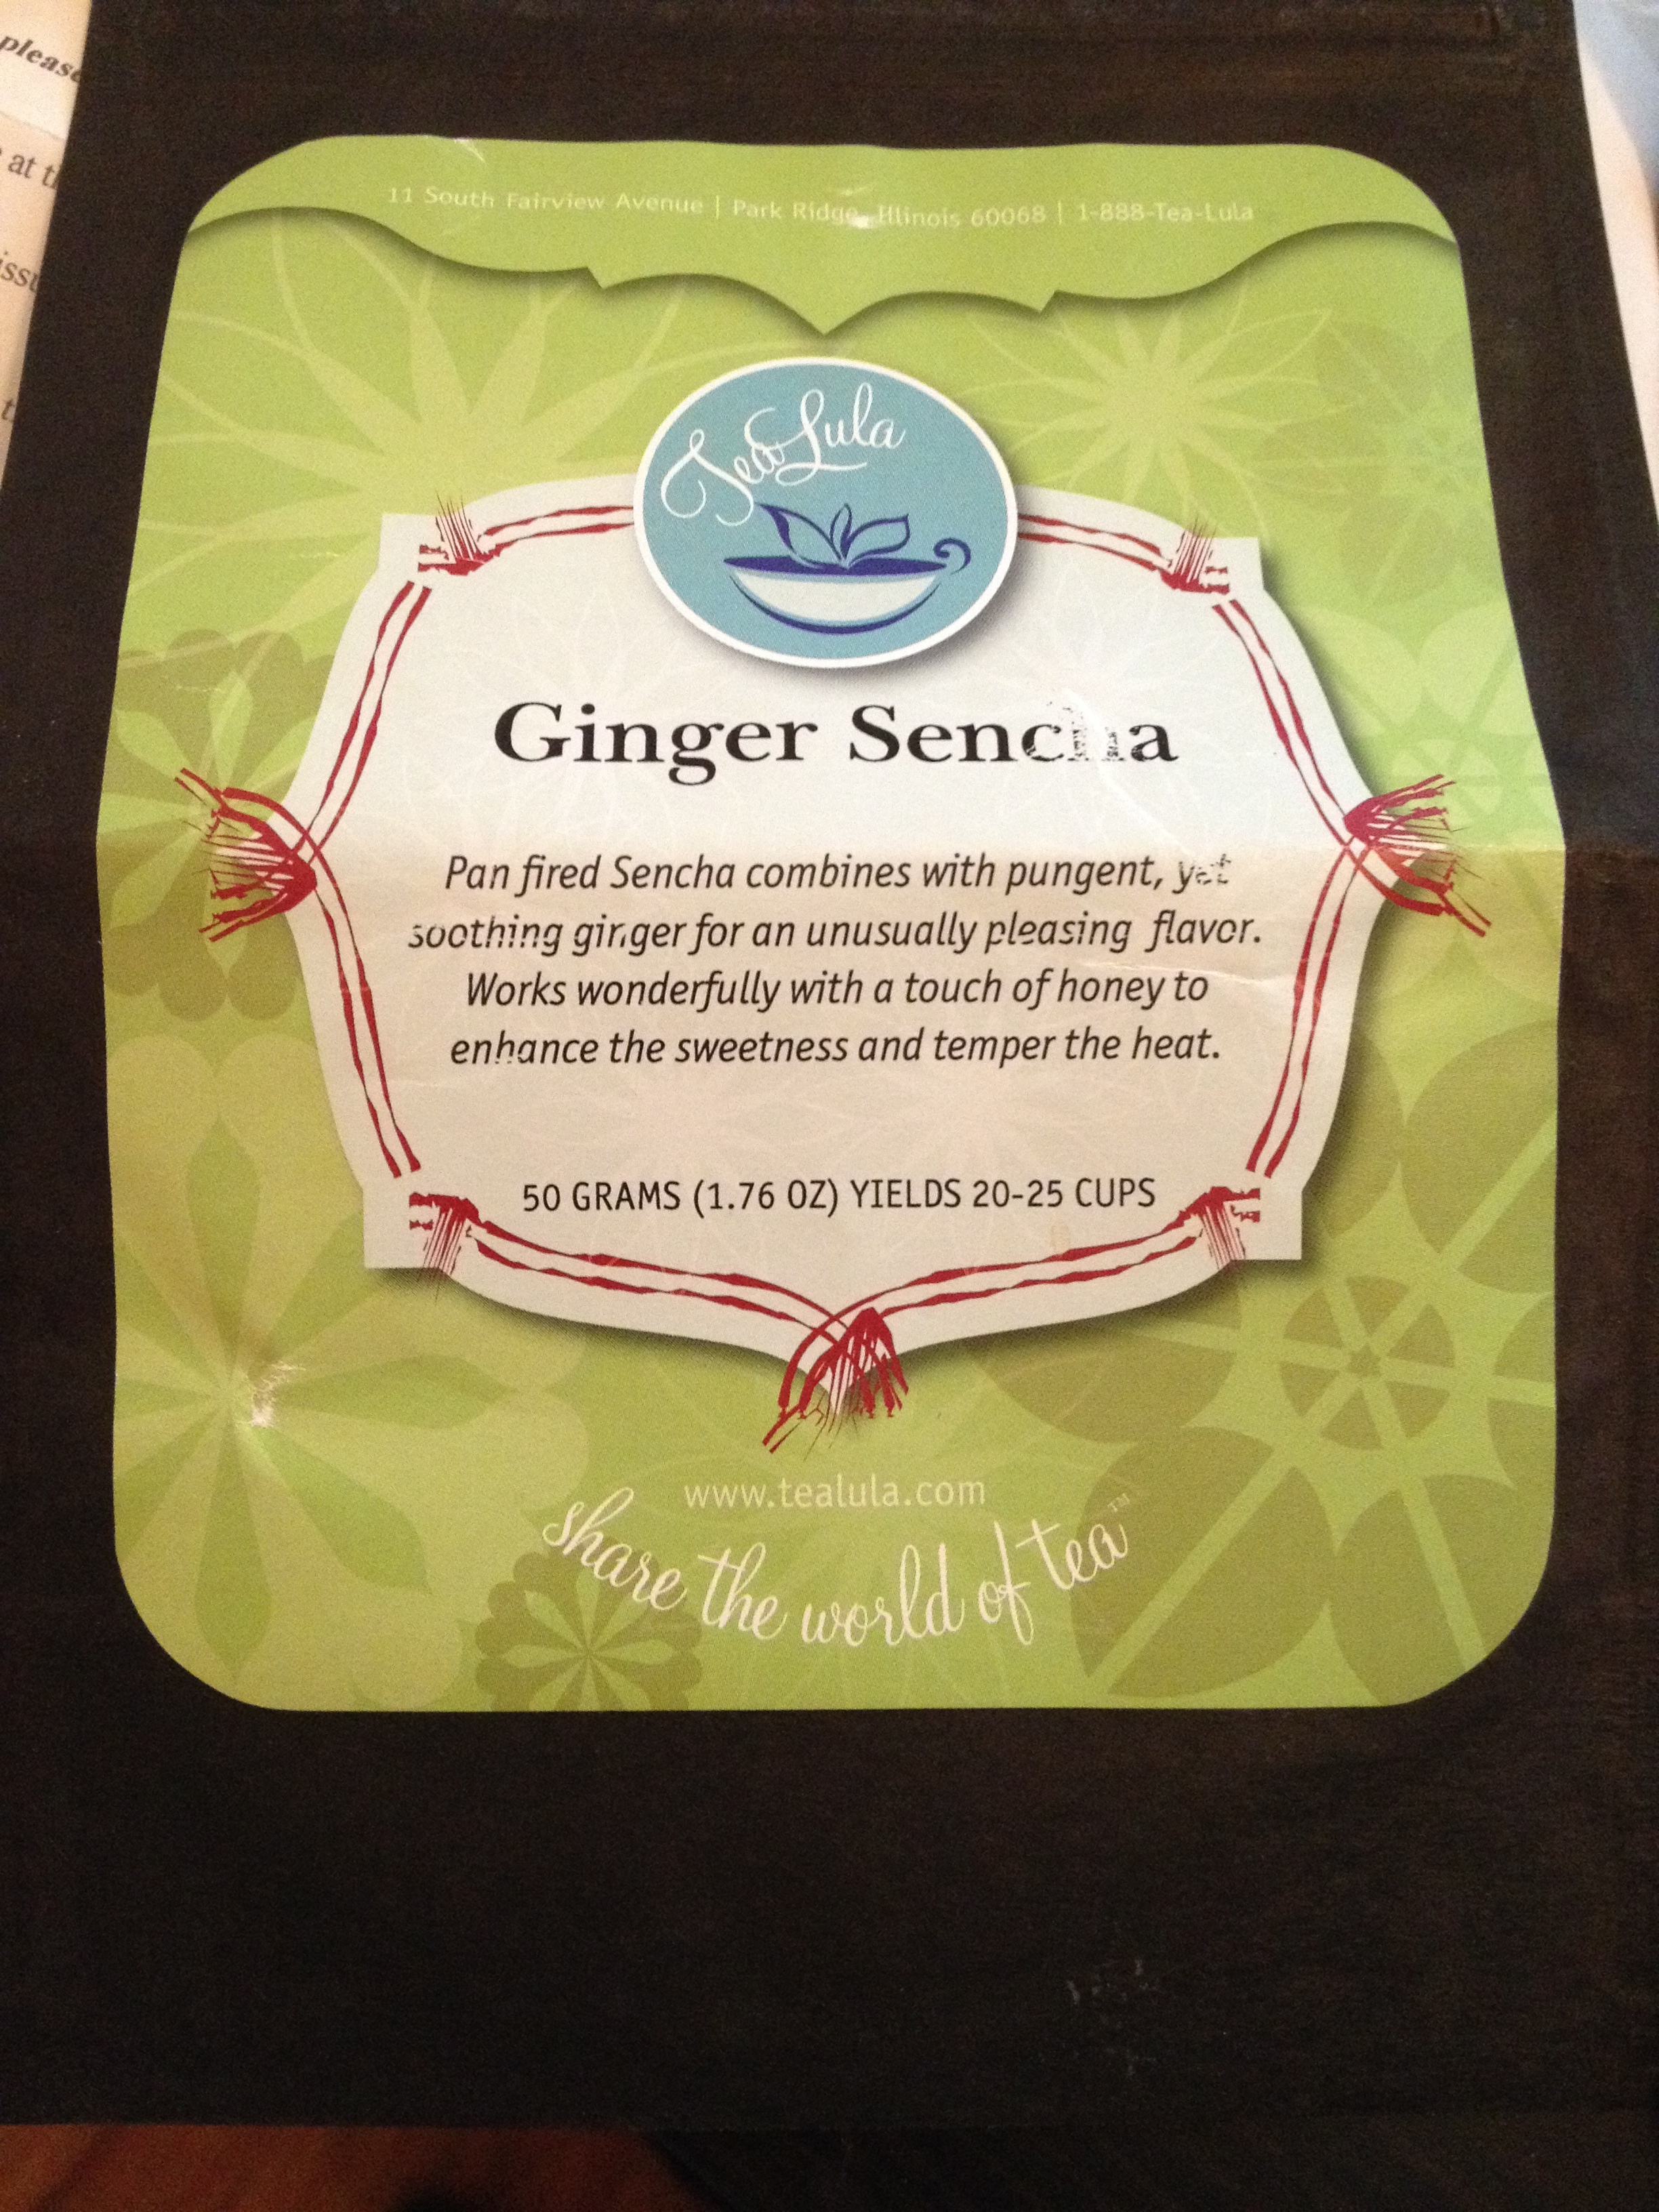 please
at
11 South Fairview Avenue | Park Ridge, Illinois 60068 | 1-888-Tea-Lula
TeaLula
Ginger Sencha
Pan fired Sencha combines with pungent, yet
soothing ginger for an unusually pleasing flavor.
Works wonderfully with a touch of honey to
enhance the sweetness and temper the heat.
50 GRAMS (1.76 OZ) YIELDS 20-25 CUPS
www.tealula.com
share the world of tea™